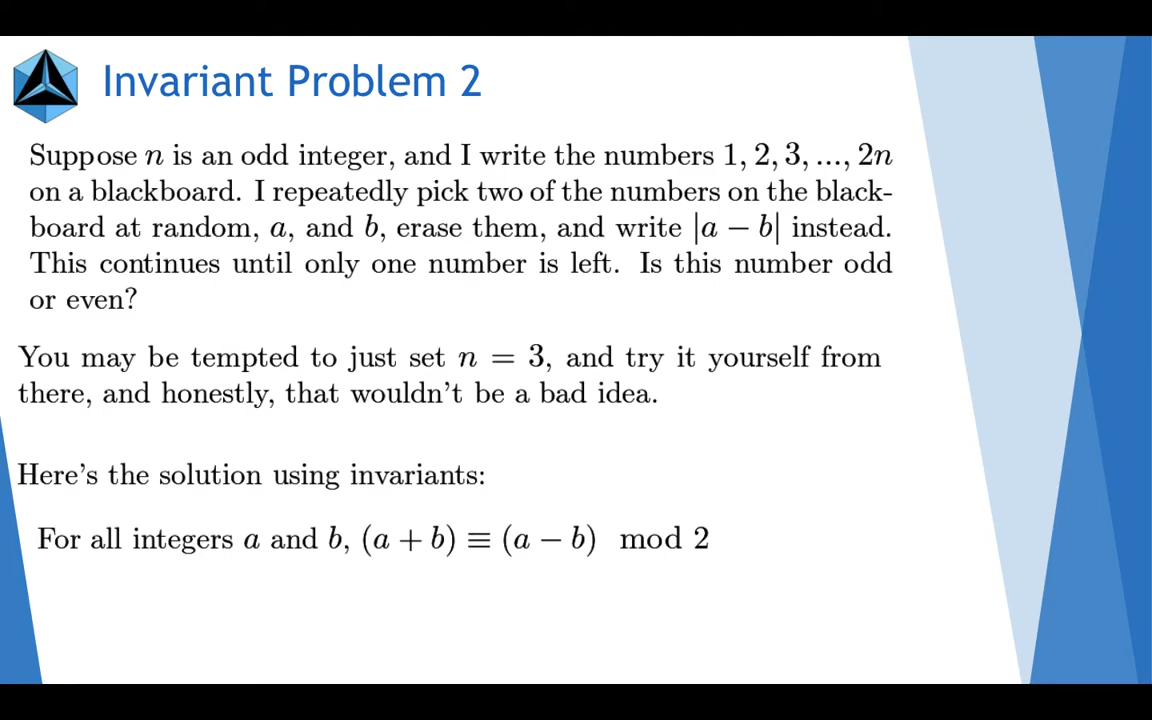 Invariant Problem 2
Suppose n is an odd integer, and I write the numbers 1, 2, 3, ..., 2n
on a blackboard. I repeatedly pick two of the numbers on the black-
board at random, a, and b, erase them, and write |a − b| instead.
This continues until only one number is left. Is this number odd
or even?
You may be tempted to just set n = 3, and try it yourself from
there, and honestly, that wouldn't be a bad idea.
Here's the solution using invariants:
For all integers a and b, (a + b) ≡ (a − b) mod 2